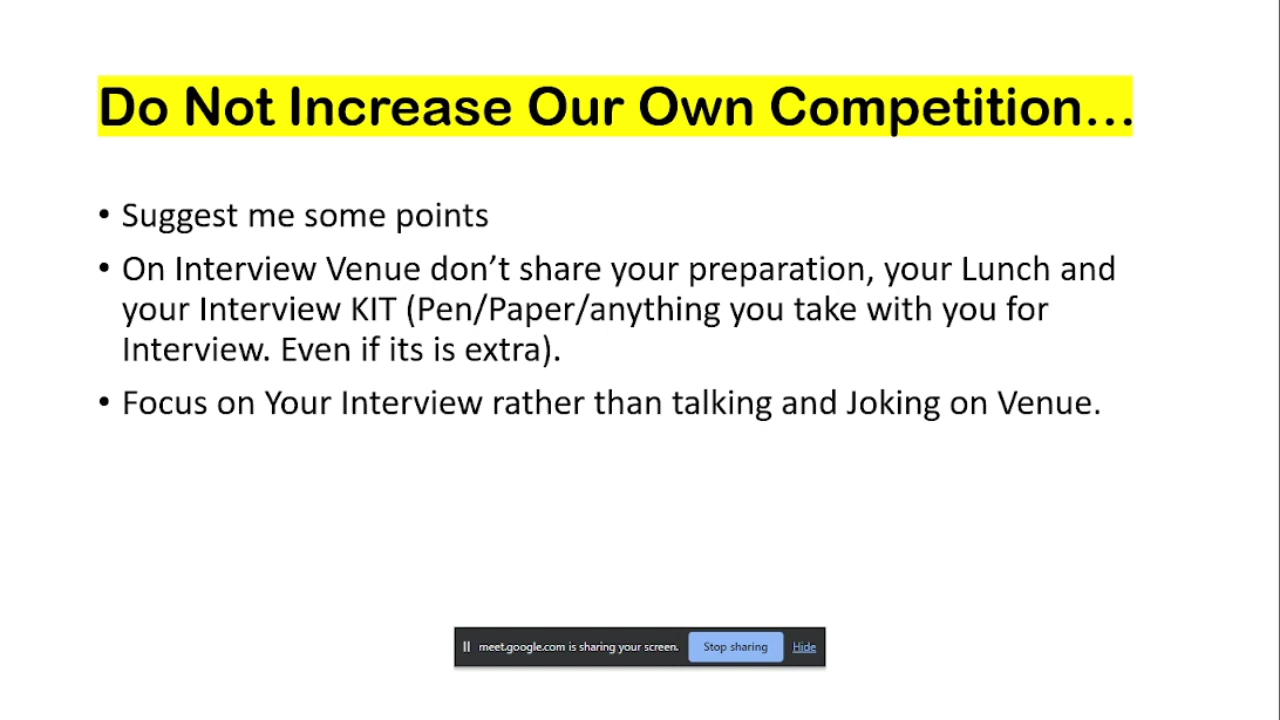 Do Not Increase Our Own Competition...
• Suggest me some points
• On Interview Venue don’t share your preparation, your Lunch and
your Interview KIT (Pen/Paper/anything you take with you for
Interview. Even if its is extra).
• Focus on Your Interview rather than talking and Joking on Venue.
meet.google.com is sharing your screen. Stop sharing Hide